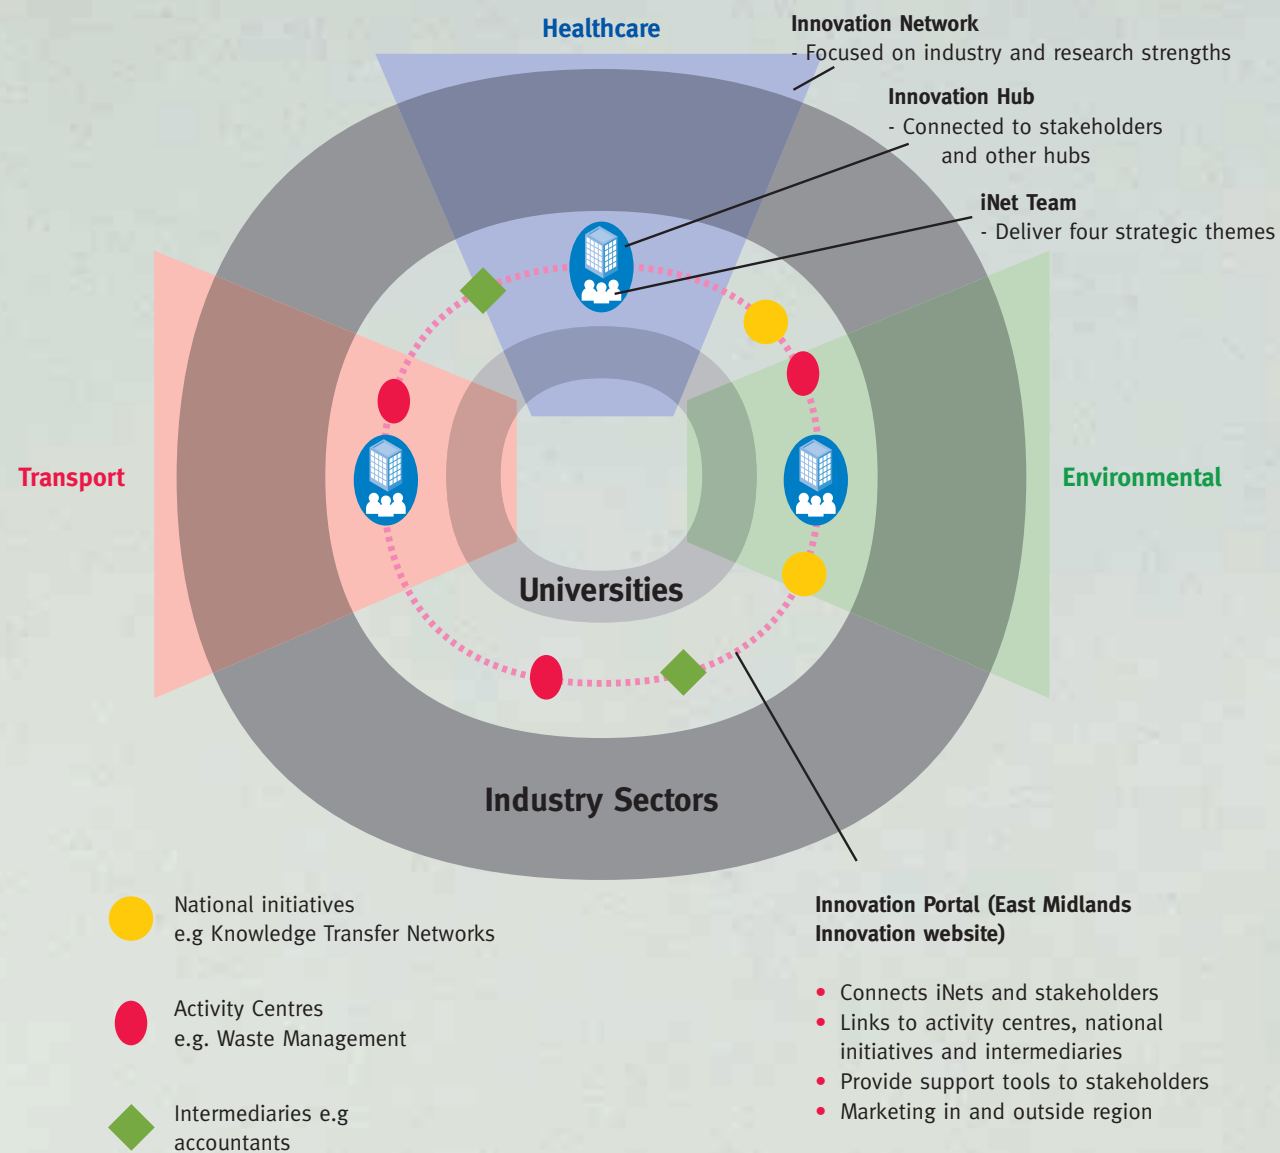 Healthcare
Innovation Network
- Focused on industry and research strengths
Innovation Hub
- Connected to stakeholders
and other hubs
iNet Team
- Deliver four strategic themes
Transport
Environmental
Universities
Industry Sectors
National initiatives
e.g Knowledge Transfer Networks
Activity Centres
e.g. Waste Management
Intermediaries e.g
accountants
Innovation Portal (East Midlands
Innovation website)
• Connects iNets and stakeholders
• Links to activity centres, national
initiatives and intermediaries
• Provide support tools to stakeholders
• Marketing in and outside region